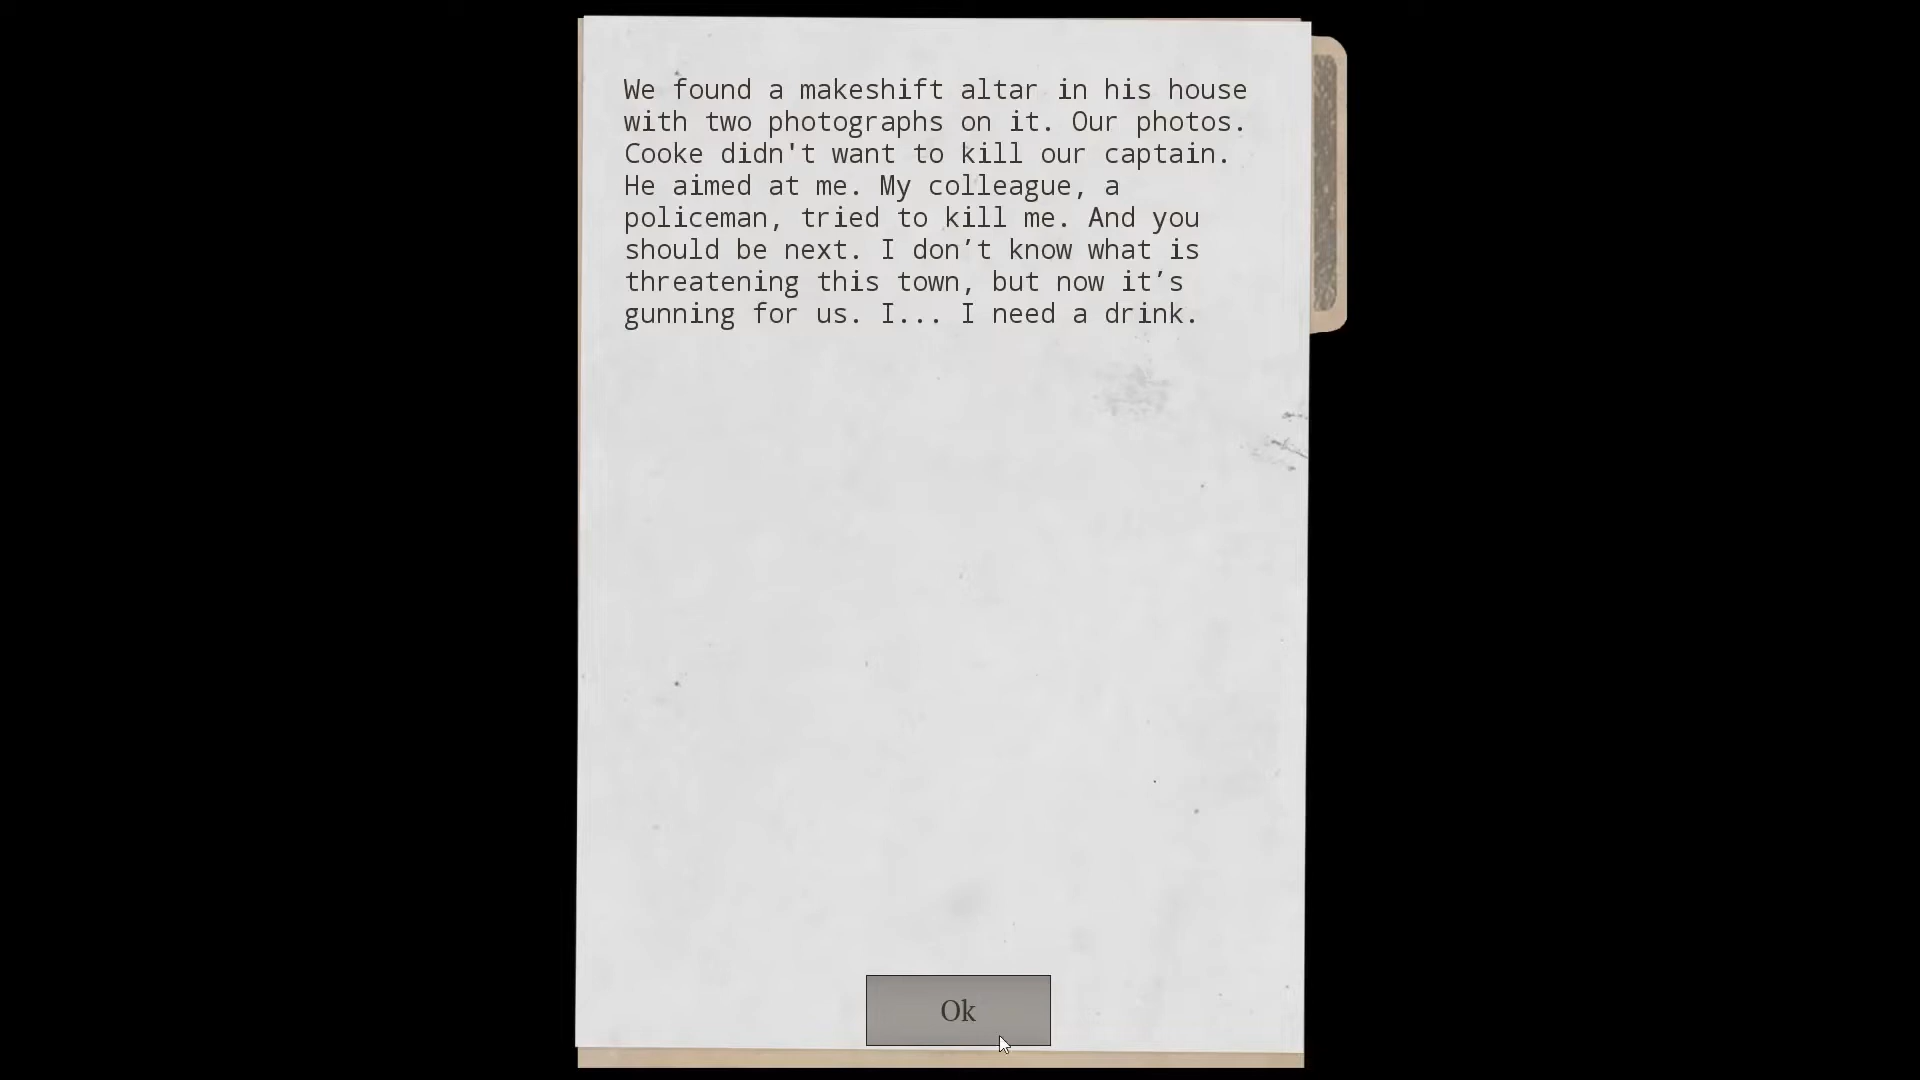 We found a makeshift altar in his house
with two photographs on it. Our photos.
Cooke didn't want to kill our captain.
He aimed at me. My colleague, a
policeman, tried to kill me. And you
should be next. I don’t know what is
threatening this town, but now it’s
gunning for us. I... I need a drink.
Ok